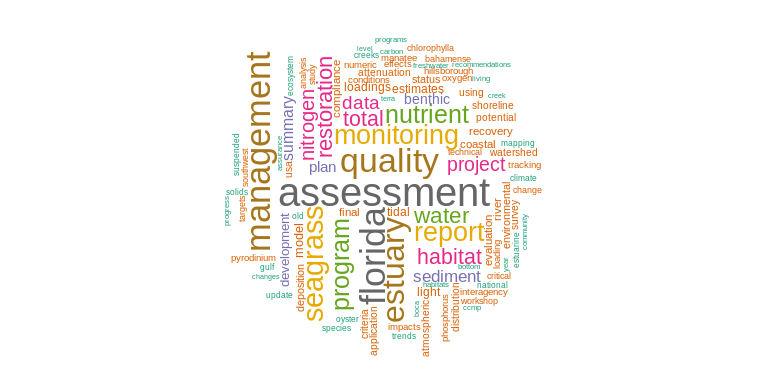 programs
level
carbon
chlorophylla
creeks
manatee
bahamense
numeric
effects
freshwater
recommendations
ecosystem
analysis
study
attenuation
hillsborough
conditions
status
oxygen
living
management
restoration
compliance
loadings
estimates
using
creek
nitrogen
summary
data
terra
benthic
shoreline
total
nutrient
potential
monitoring
recovery
suspended
assurance
coastal
mapping
southwest
usa
plan
quality
technical
watershed
project
tracking
solids
assessment
climate
change
progress
targets
old
final
florida
tidal
water
river
environmental
survey
community
development
model
seagrass
program
estuary
report
evaluation
loading
estuarine
pyrodinium
gulf
habitat
year
bottom
changes
deposition
sediment
habitats
critical
national
update
light
interagency
workshop
oyster
species
criteria
application
boca
atmospheric
phosphorus
distribution
ccmp
impacts
trends